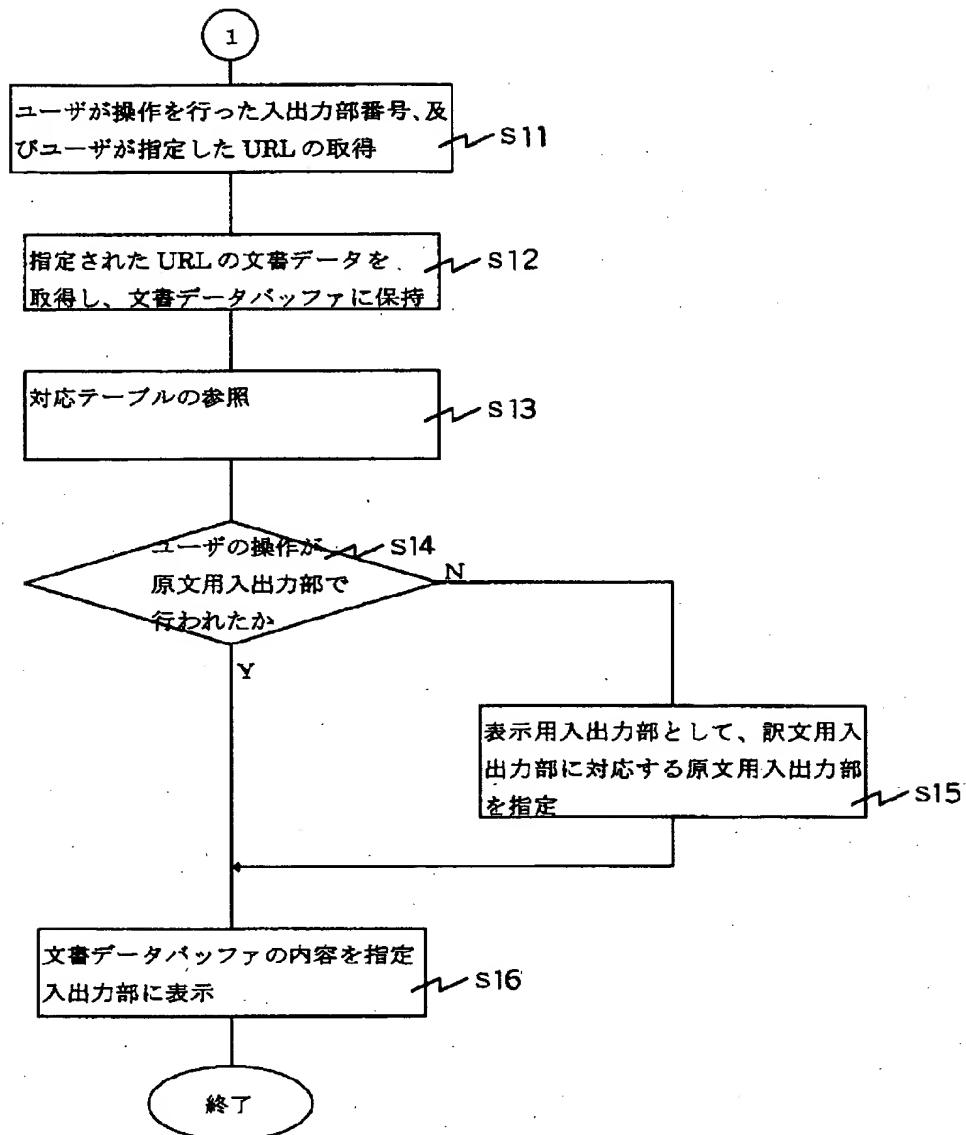 1
ユーザが操作を行った入出力部番号、及
びユーザが指定した URL の取得
S11
指定された URL の文書データを
取得し、文書データバッファに保持
S12
対応テーブルの参照
S13
ユーザの操作が
原文用入出力部で
行われたか
S14
N
Y
表示用入出力部として、訳文用入
出力部に対応する原文用入出力部
を指定
S15
文書データバッファの内容を指定
入出力部に表示
S16
終了